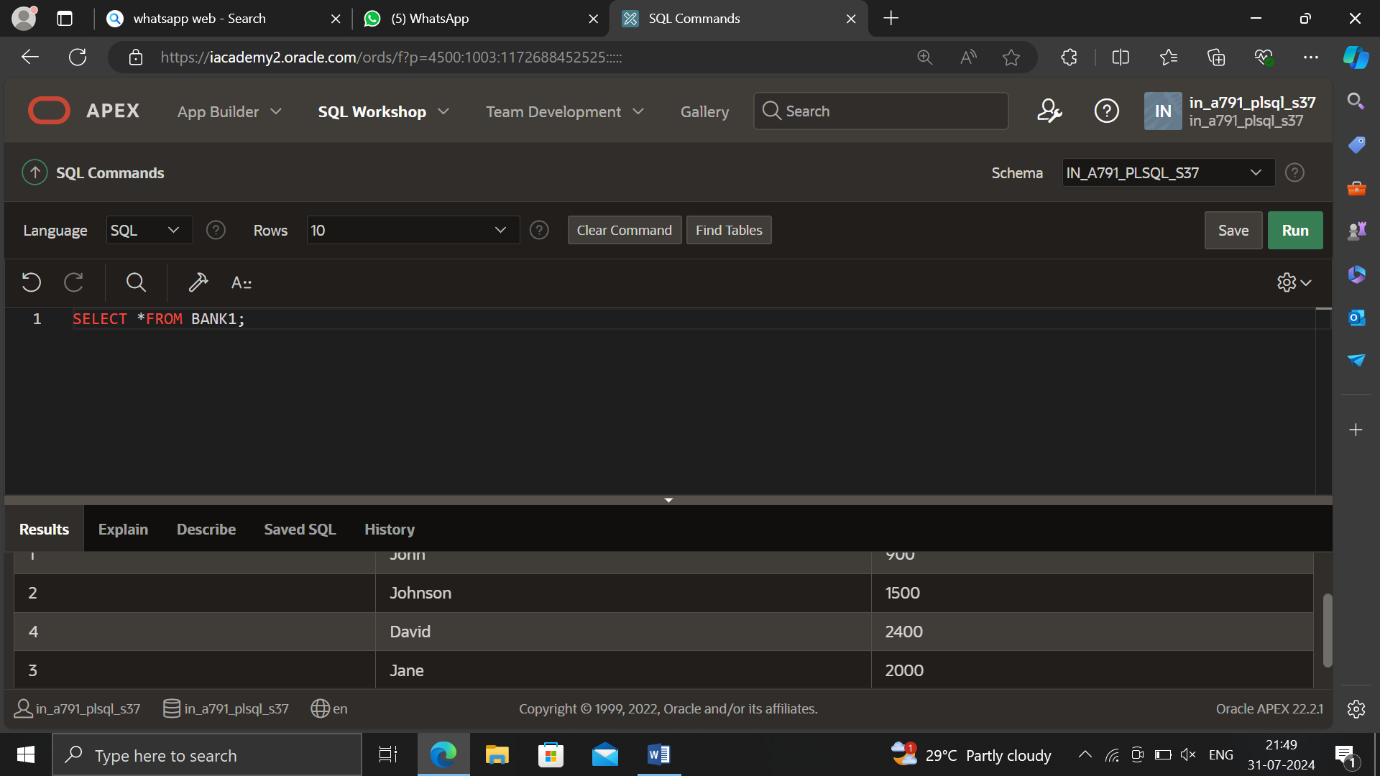 whatsapp web - Search
(5) WhatsApp
SQL Commands
https://iacademy2.oracle.com/ords/f?p=4500:1003:1172688452525:::::
APEX App Builder SQL Workshop Team Development Gallery Search IN in_a791_plsql_s37
in_a791_plsql_s37
SQL Commands Schema IN_A791_PLSQL_S37
Language SQL Rows 10 Clear Command Find Tables Save Run
A::
1 SELECT *FROM BANK1;
Results Explain Describe Saved SQL History
1 John 900
2 Johnson 1500
4 David 2400
3 Jane 2000
in_a791_plsql_s37 in_a791_plsql_s37 en Copyright © 1999, 2022, Oracle and/or its affiliates. Oracle APEX 22.2.1
Type here to search 1 29°C Partly cloudy ENG 21:49
31-07-2024 1